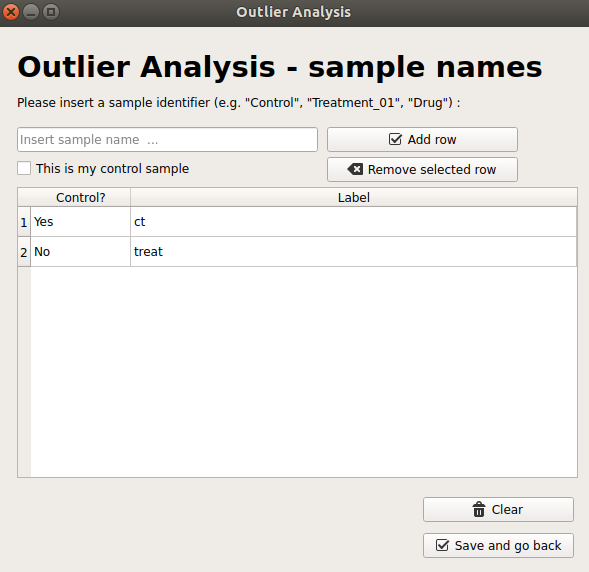 Outlier Analysis
Outlier Analysis - sample names
Please insert a sample identifier (e.g. "Control", "Treatment_01", "Drug") :
Insert sample name  ...
Add row
This is my control sample
Remove selected row
Control? Label
1 Yes ct
2 No treat
Clear
Save and go back